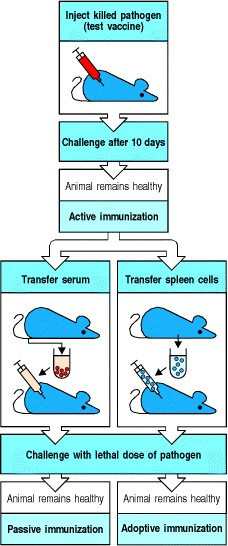 Inject killed pathogen
(test vaccine)
Challenge after 10 days
Animal remains healthy
Active immunization
Transfer serum
Transfer spleen cells
Challenge with lethal dose of pathogen
Animal remains healthy
Animal remains healthy
Passive immunization
Adoptive immunization